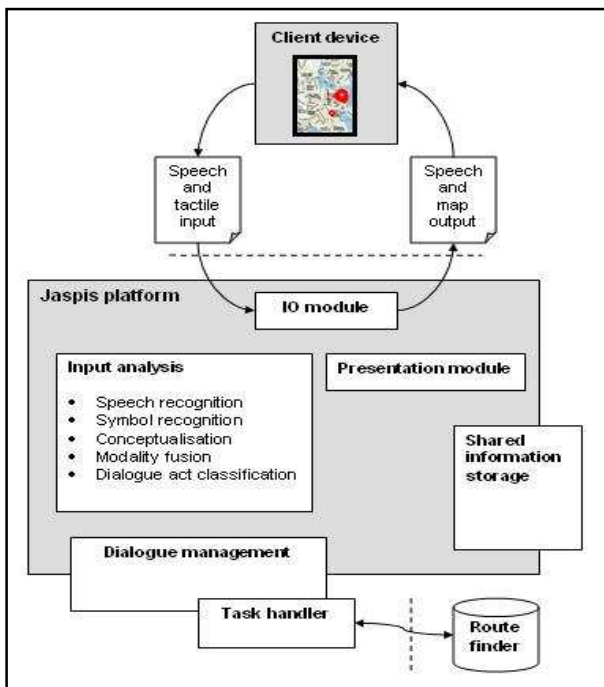 Client device
Speech
and
tactile
input
Speech
and
map
output
Jaspis platform
IO module
Input analysis
• Speech recognition
• Symbol recognition
• Conceptualisation
• Modality fusion
• Dialogue act classification
Presentation module
Shared
information
storage
Dialogue management
Task handler
Route
finder